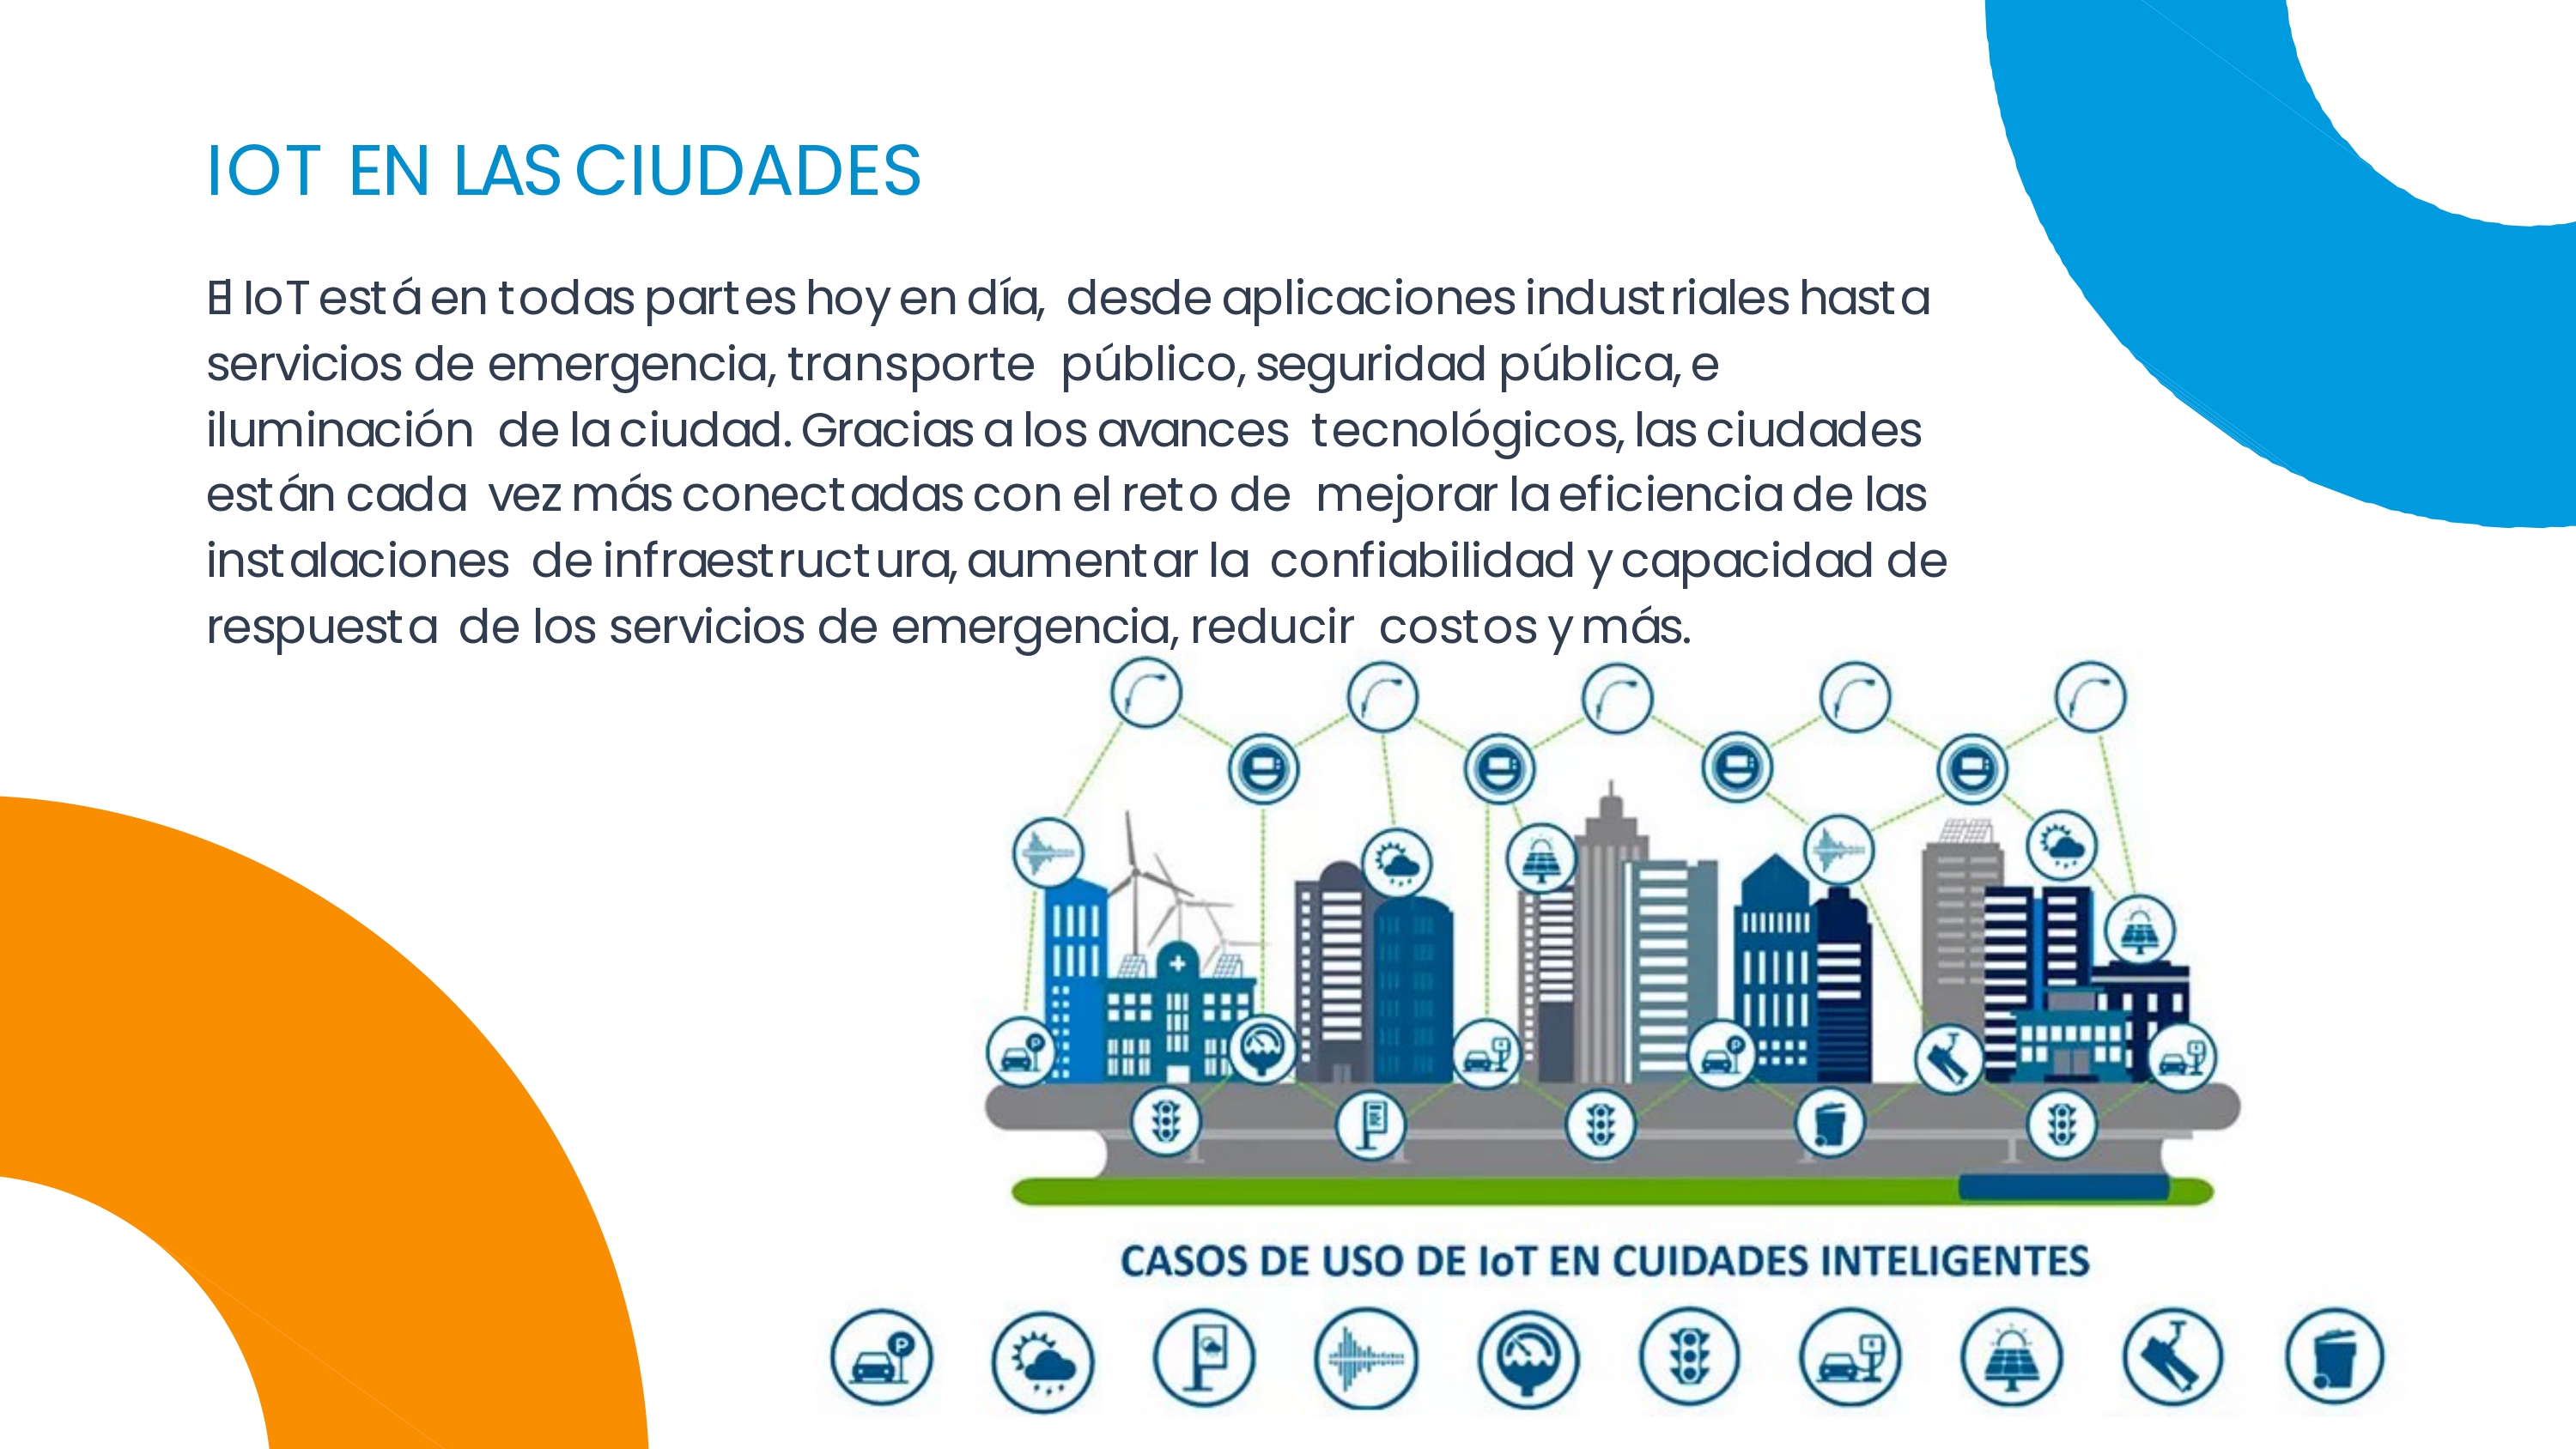 IOT EN LAS CIUDADES
El IoT está en todas partes hoy en día, desde aplicaciones industriales hasta
servicios de emergencia, transporte público, seguridad pública, e
iluminación de la ciudad. Gracias a los avances tecnológicos, las ciudades
están cada vez más conectadas con el reto de mejorar la eficiencia de las
instalaciones de infraestructura, aumentar la confiabilidad y capacidad de
respuesta de los servicios de emergencia, reducir costos y más.
CASOS DE USO DE IoT EN CUIDADES INTELIGENTES